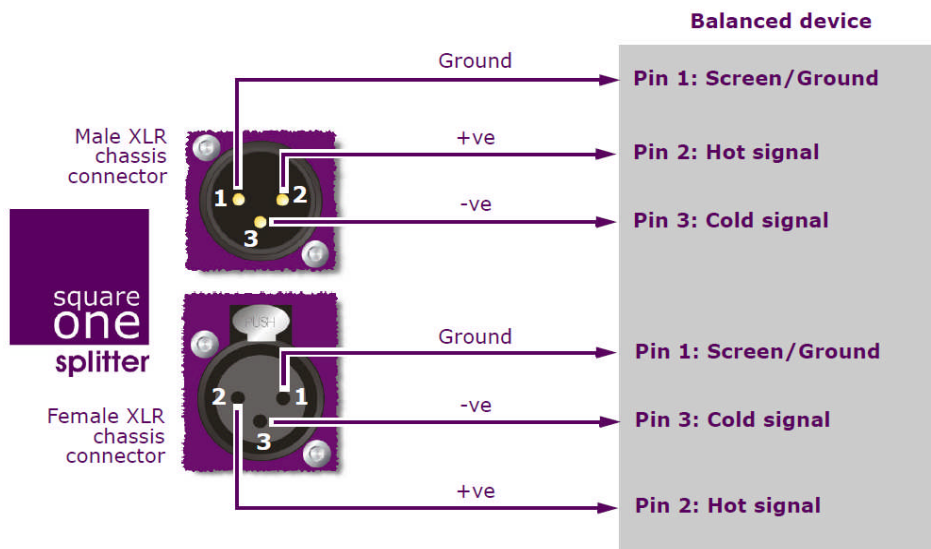 Balanced device
Ground
Pin 1: Screen/Ground
Male XLR
chassis
connector
+ve
Pin 2: Hot signal
1
2
-ve
Pin 3: Cold signal
3
square
one
splitter
PUSH
Ground
Pin 1: Screen/Ground
2
1
-ve
Pin 3: Cold signal
3
Female XLR
chassis
connector
+ve
Pin 2: Hot signal